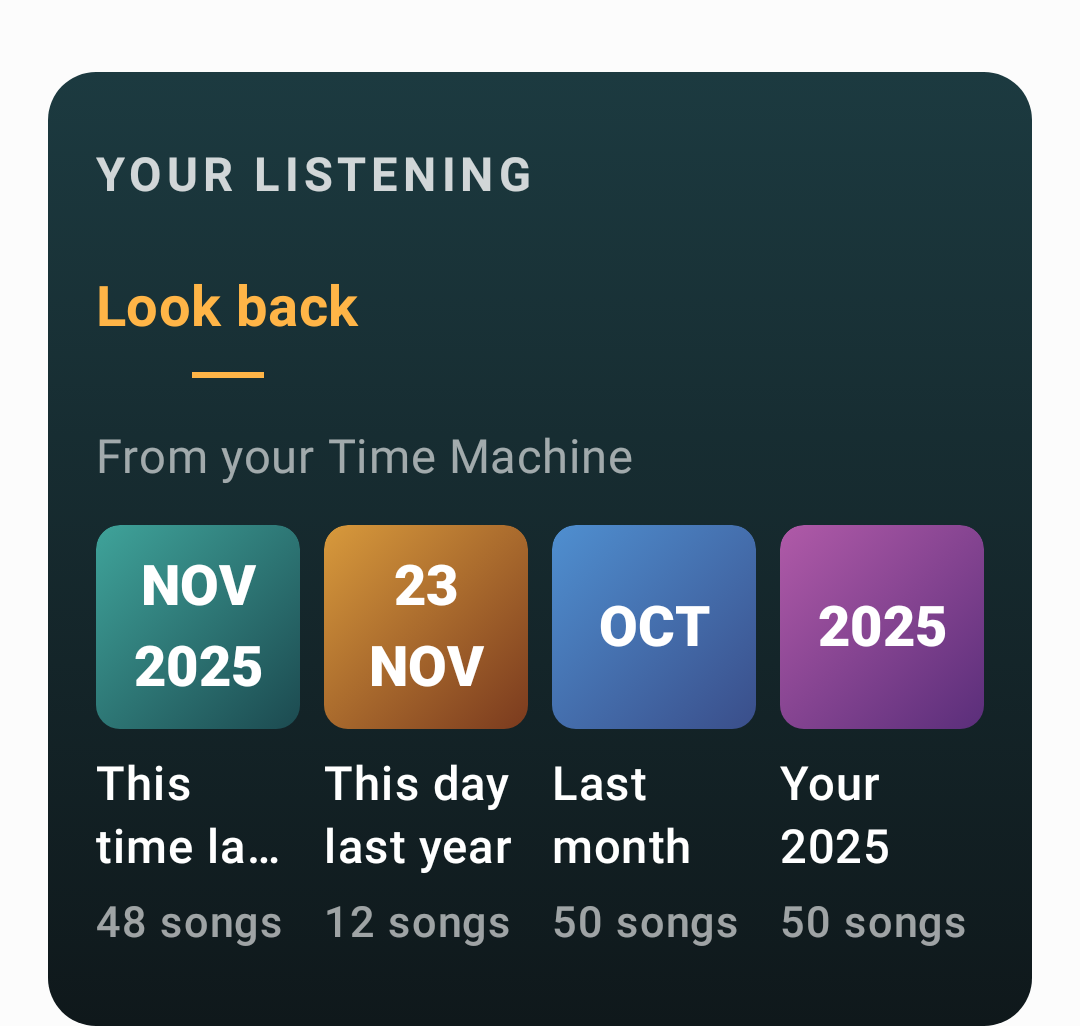 YOUR LISTENING
Look back
From your Time Machine
NOV
2025
23
NOV
OCT
2025
This
time la…
48 songs
This day
last year
12 songs
Last
month
50 songs
Your
2025
50 songs